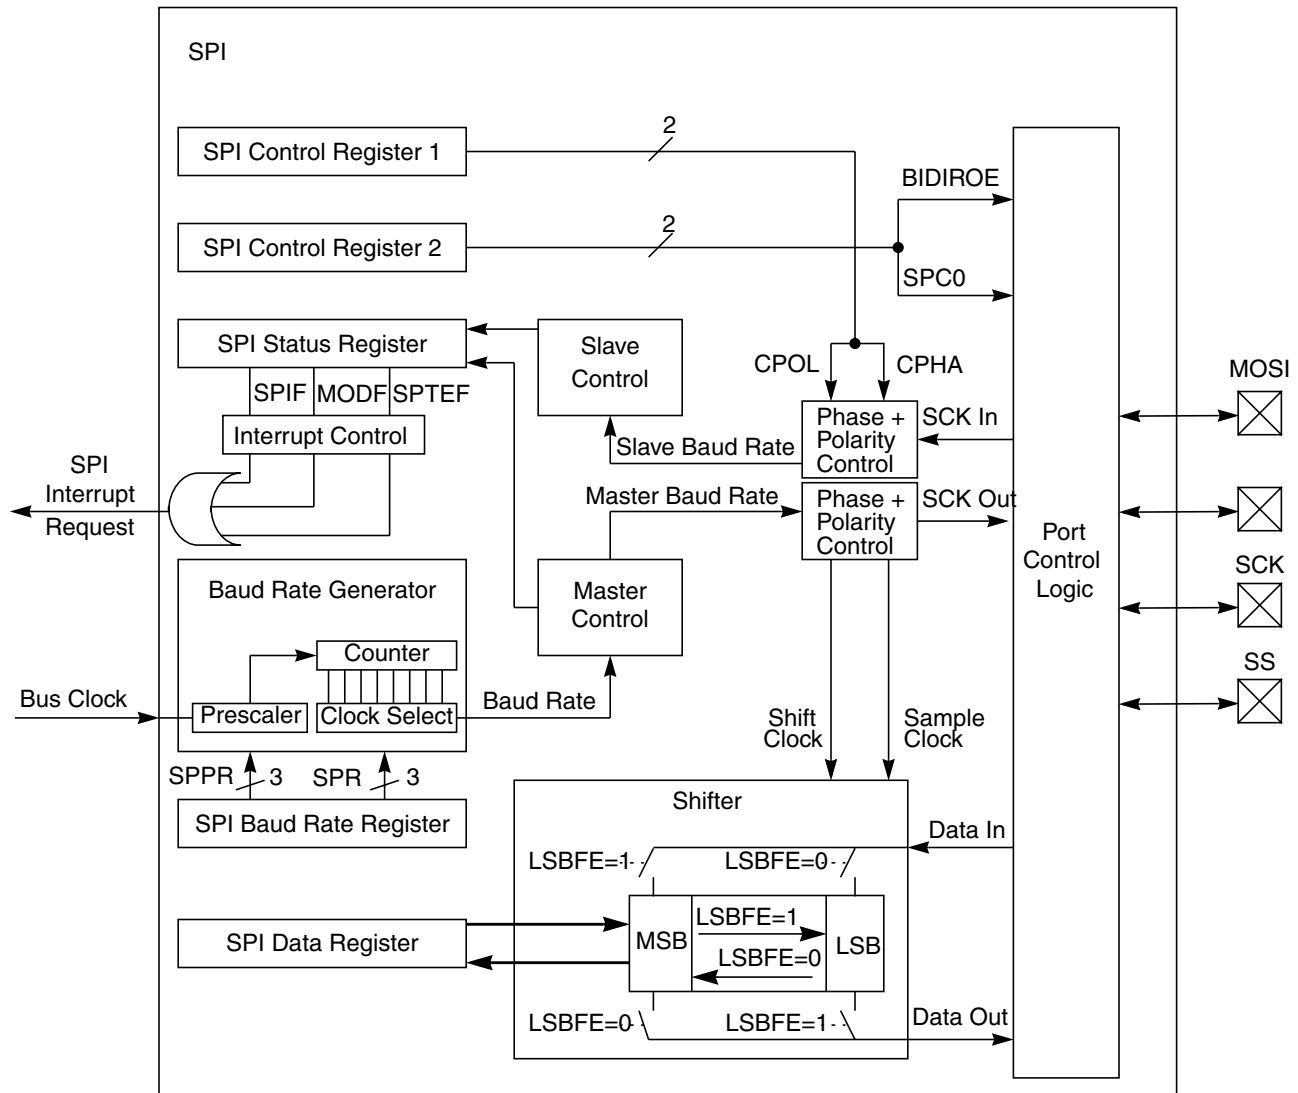 SPI
SPI Control Register 1
2
BIDIROE
SPI Control Register 2
2
SPC0
SPI Status Register
Slave
Control
CPOL
CPHA
MOSI
SPIF
MODF
SPTEF
Interrupt Control
Phase +
Polarity
Control
SCK In
Slave Baud Rate
SPI
Interrupt
Request
Master Baud Rate
Phase +
Polarity
Control
SCK Out
Port
Control
Logic
SCK
Baud Rate Generator
Master
Control
Counter
SS
Bus Clock
Prescaler
Clock Select
Baud Rate
Shift
Clock
Sample
Clock
SPPR
3
SPR
3
SPI Baud Rate Register
Shifter
Data In
LSBFE=1
LSBFE=0
SPI Data Register
MSB
LSBFE=1
LSBFE=0
LSB
LSBFE=0
LSBFE=1
Data Out